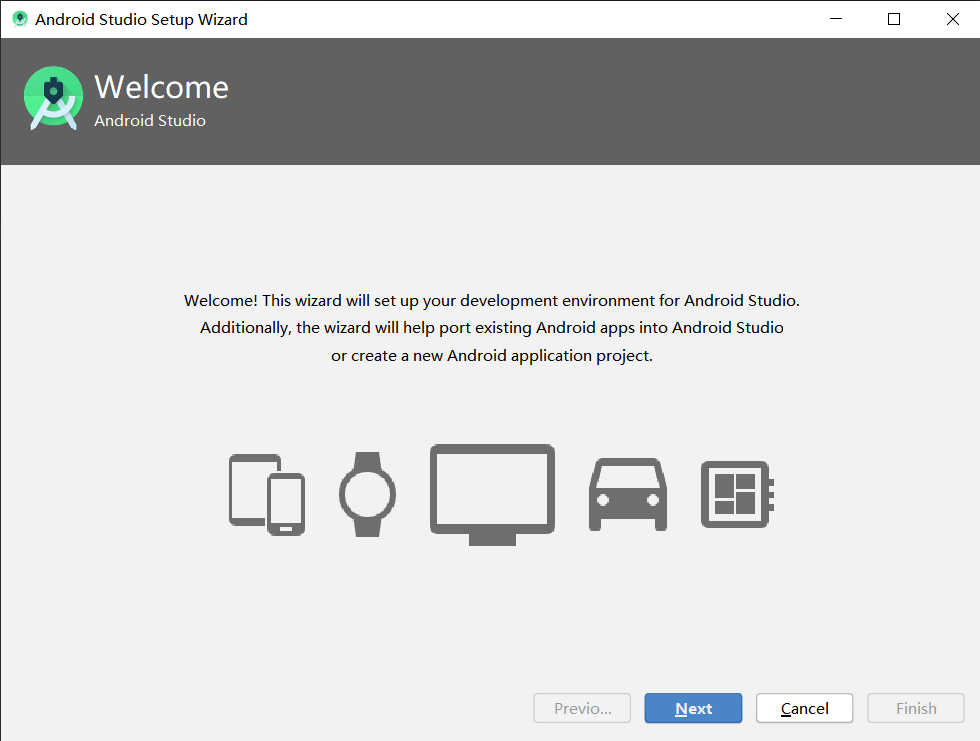 Android Studio Setup Wizard
Welcome
Android Studio
Welcome! This wizard will set up your development environment for Android Studio.
Additionally, the wizard will help port existing Android apps into Android Studio
or create a new Android application project.
Previo... Next Cancel Finish